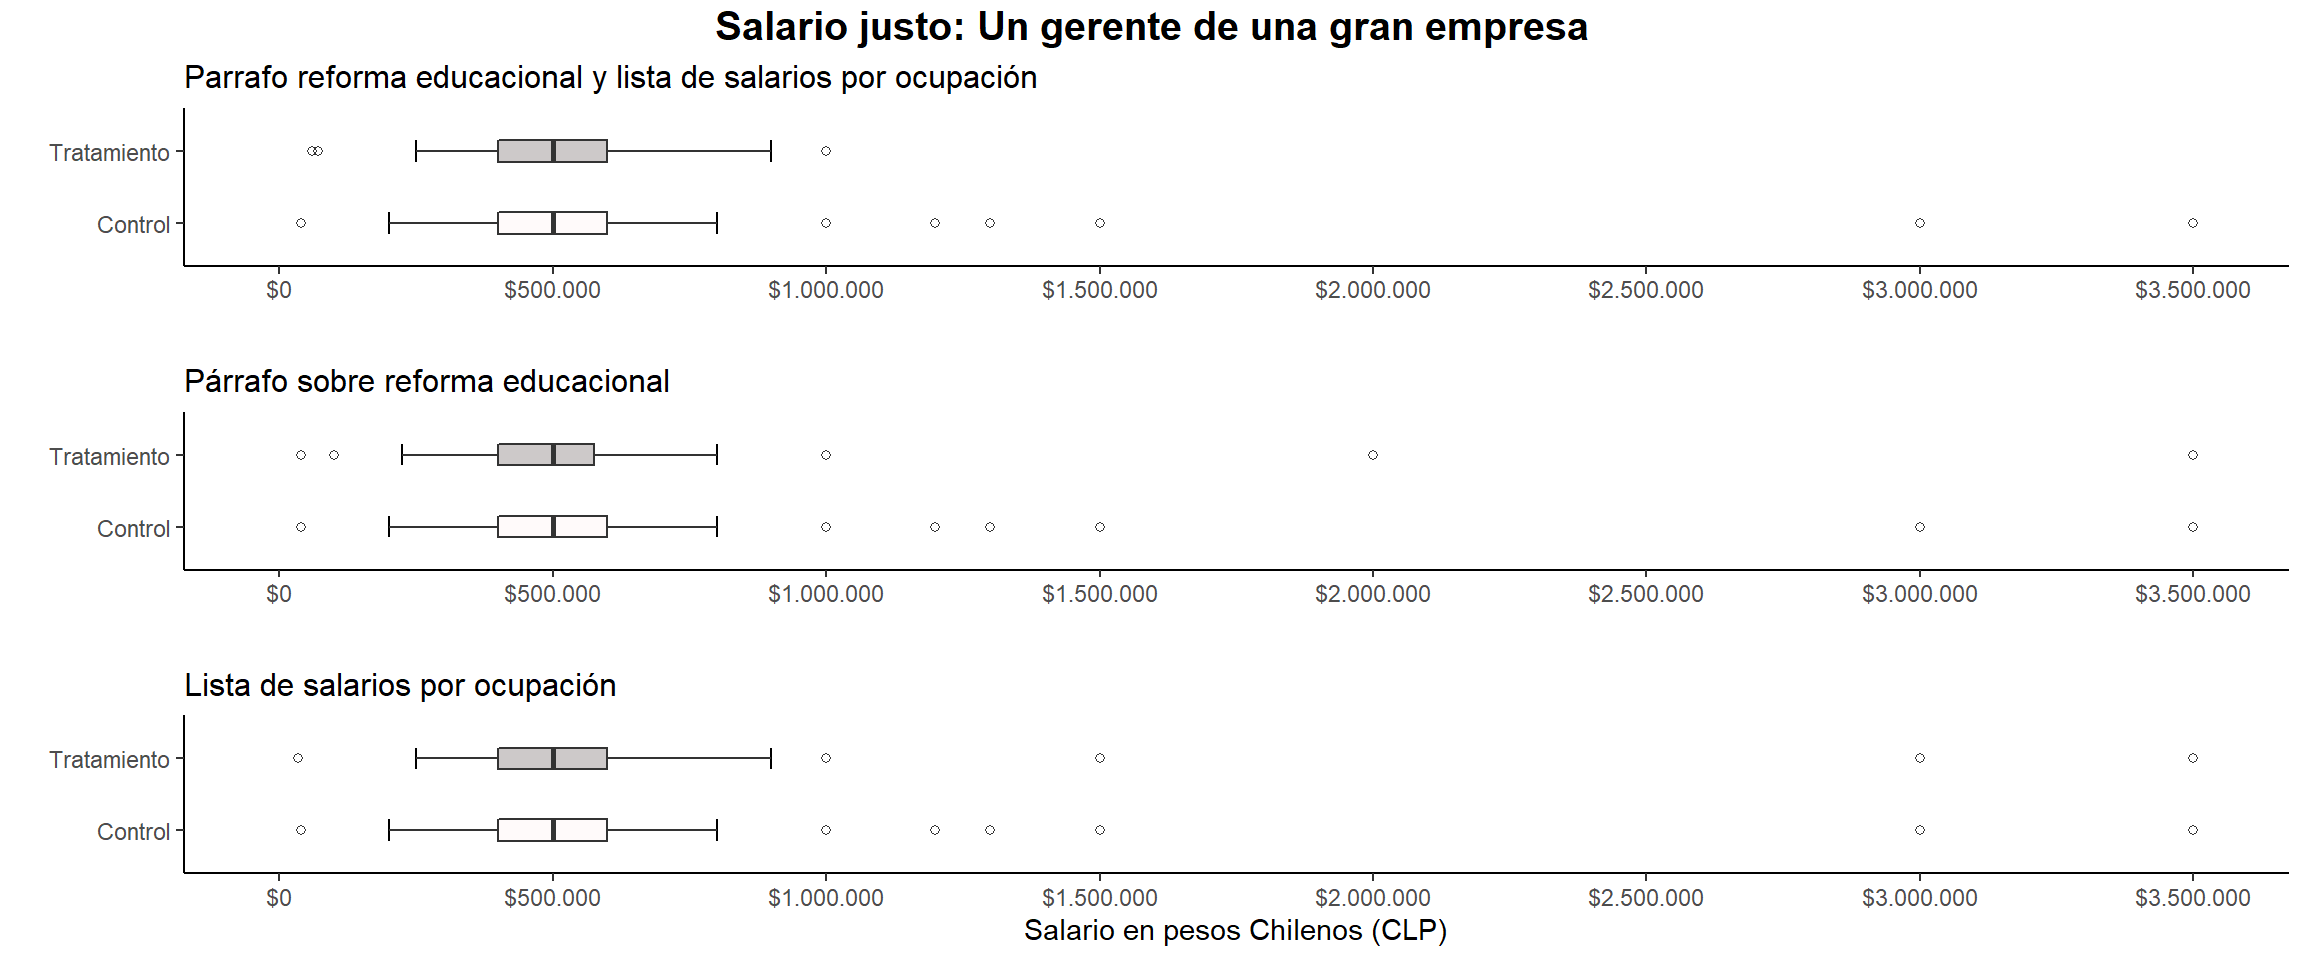 Salario justo: Un gerente de una gran empresa
Parrafo reforma educacional y lista de salarios por ocupación
Tratamiento
Control
$0 $500.000 $1.000.000 $1.500.000 $2.000.000 $2.500.000 $3.000.000 $3.500.000
Párrafo sobre reforma educacional
Tratamiento
Control
$0 $500.000 $1.000.000 $1.500.000 $2.000.000 $2.500.000 $3.000.000 $3.500.000
Lista de salarios por ocupación
Tratamiento
Control
$0 $500.000 $1.000.000 $1.500.000 $2.000.000 $2.500.000 $3.000.000 $3.500.000
Salario en pesos Chilenos (CLP)